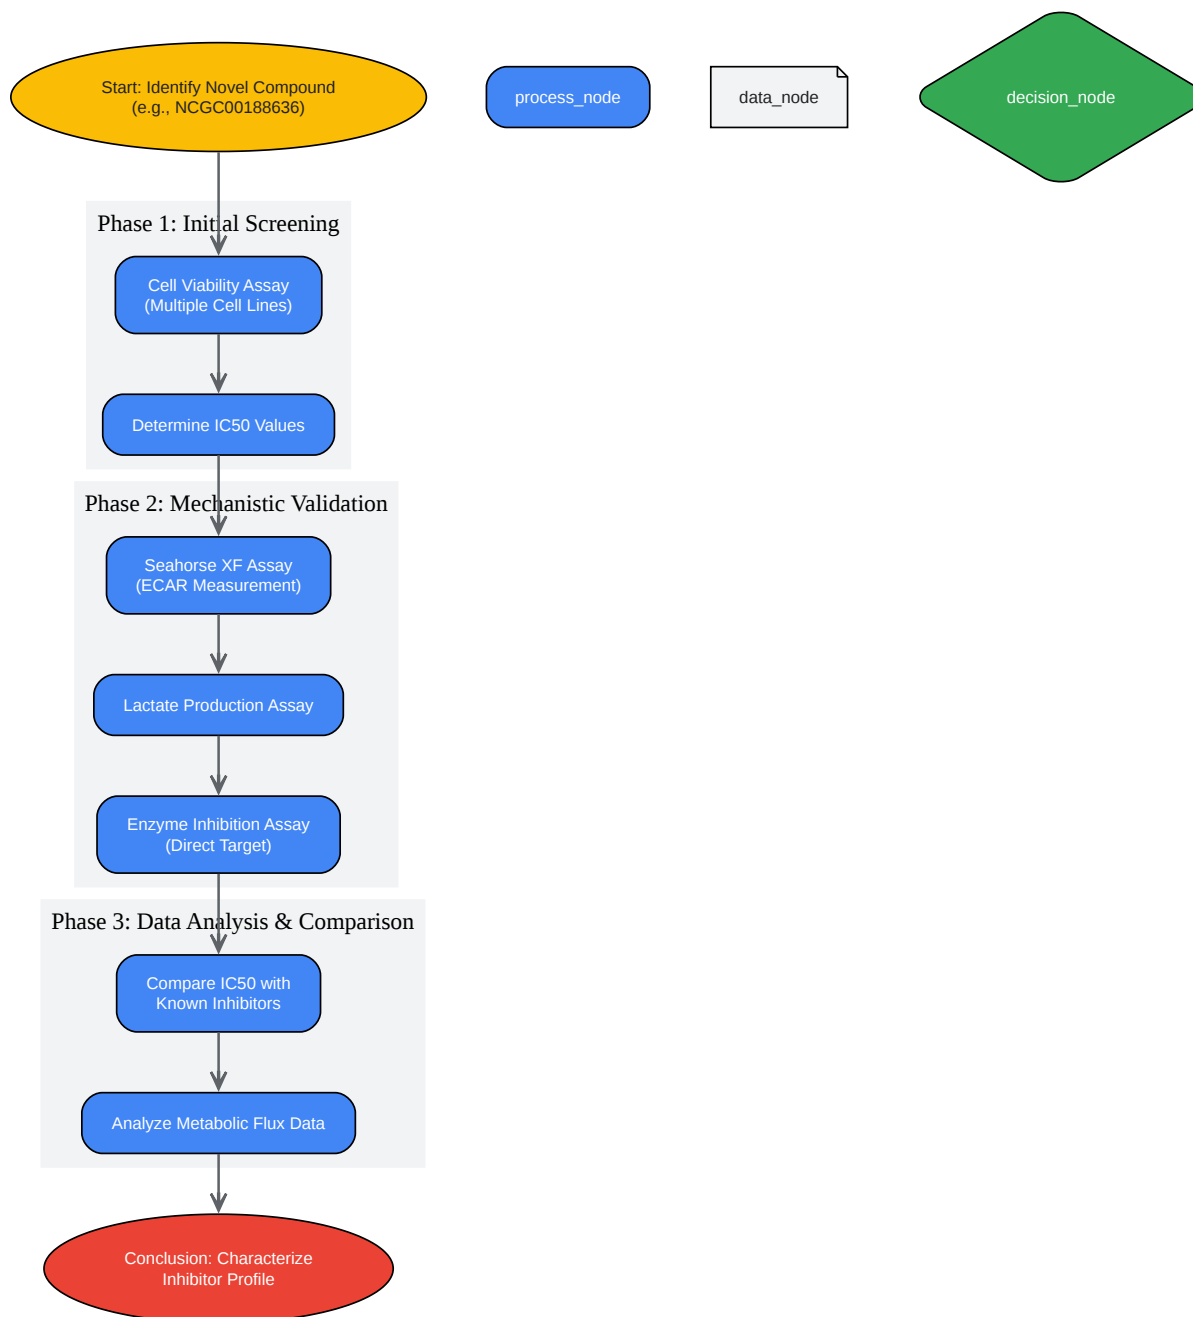 Start: Identify Novel Compound
(e.g., NCGC00188636)
process_node
data_node
decision_node
Phase 1: Initial Screening
Cell Viability Assay
(Multiple Cell Lines)
Determine IC50 Values
Phase 2: Mechanistic Validation
Seahorse XF Assay
(ECAR Measurement)
Lactate Production Assay
Enzyme Inhibition Assay
(Direct Target)
Phase 3: Data Analysis & Comparison
Compare IC50 with
Known Inhibitors
Analyze Metabolic Flux Data
Conclusion: Characterize
Inhibitor Profile